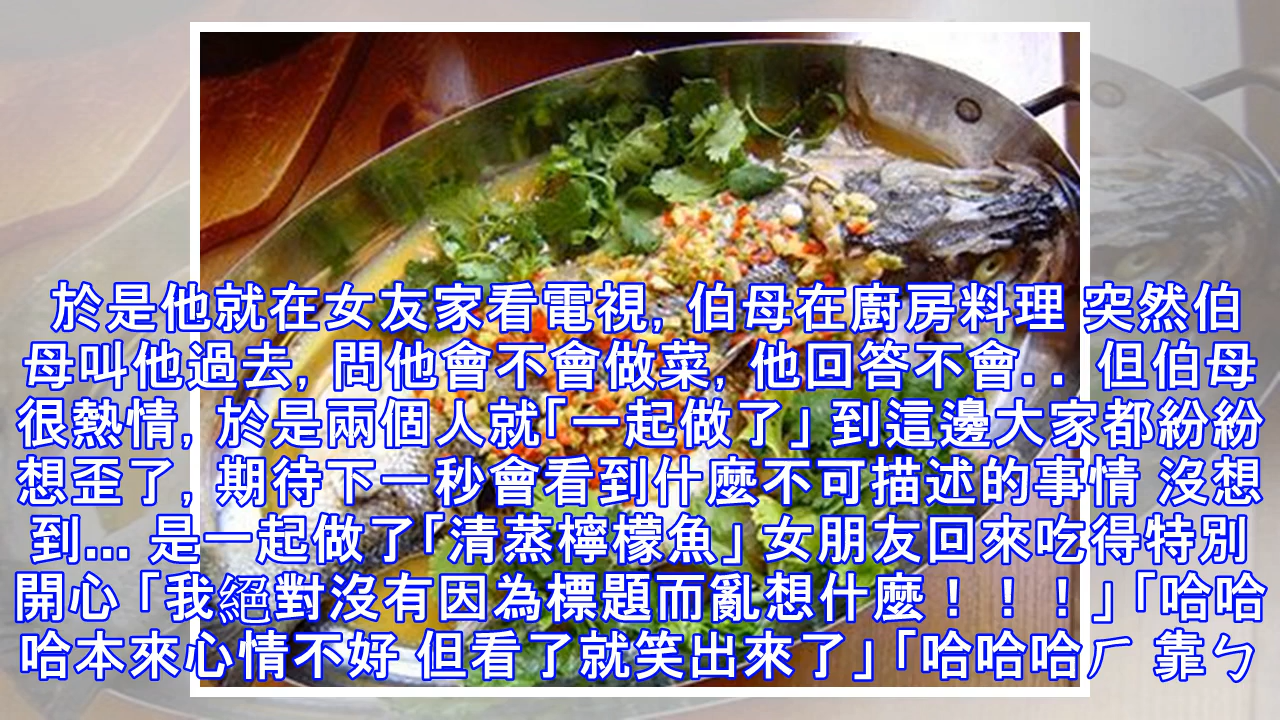 於是他就在女友家看電視, 伯母在廚房料理 突然伯
母叫他過去, 問他會不會做菜, 他回答不會. . 但伯母
很熱情, 於是兩個人就「一起做了」到這邊大家都紛紛
想歪了, 期待下一秒會看到什麼不可描述的事情 沒想
到... 是一起做了「清蒸檸檬魚」女朋友回來吃得特別
開心「我絕對沒有因為標題而亂想什麼！！！」「哈哈
哈本來心情不好 但看了就笑出來了」「哈哈哈ㄏ 靠ㄅ